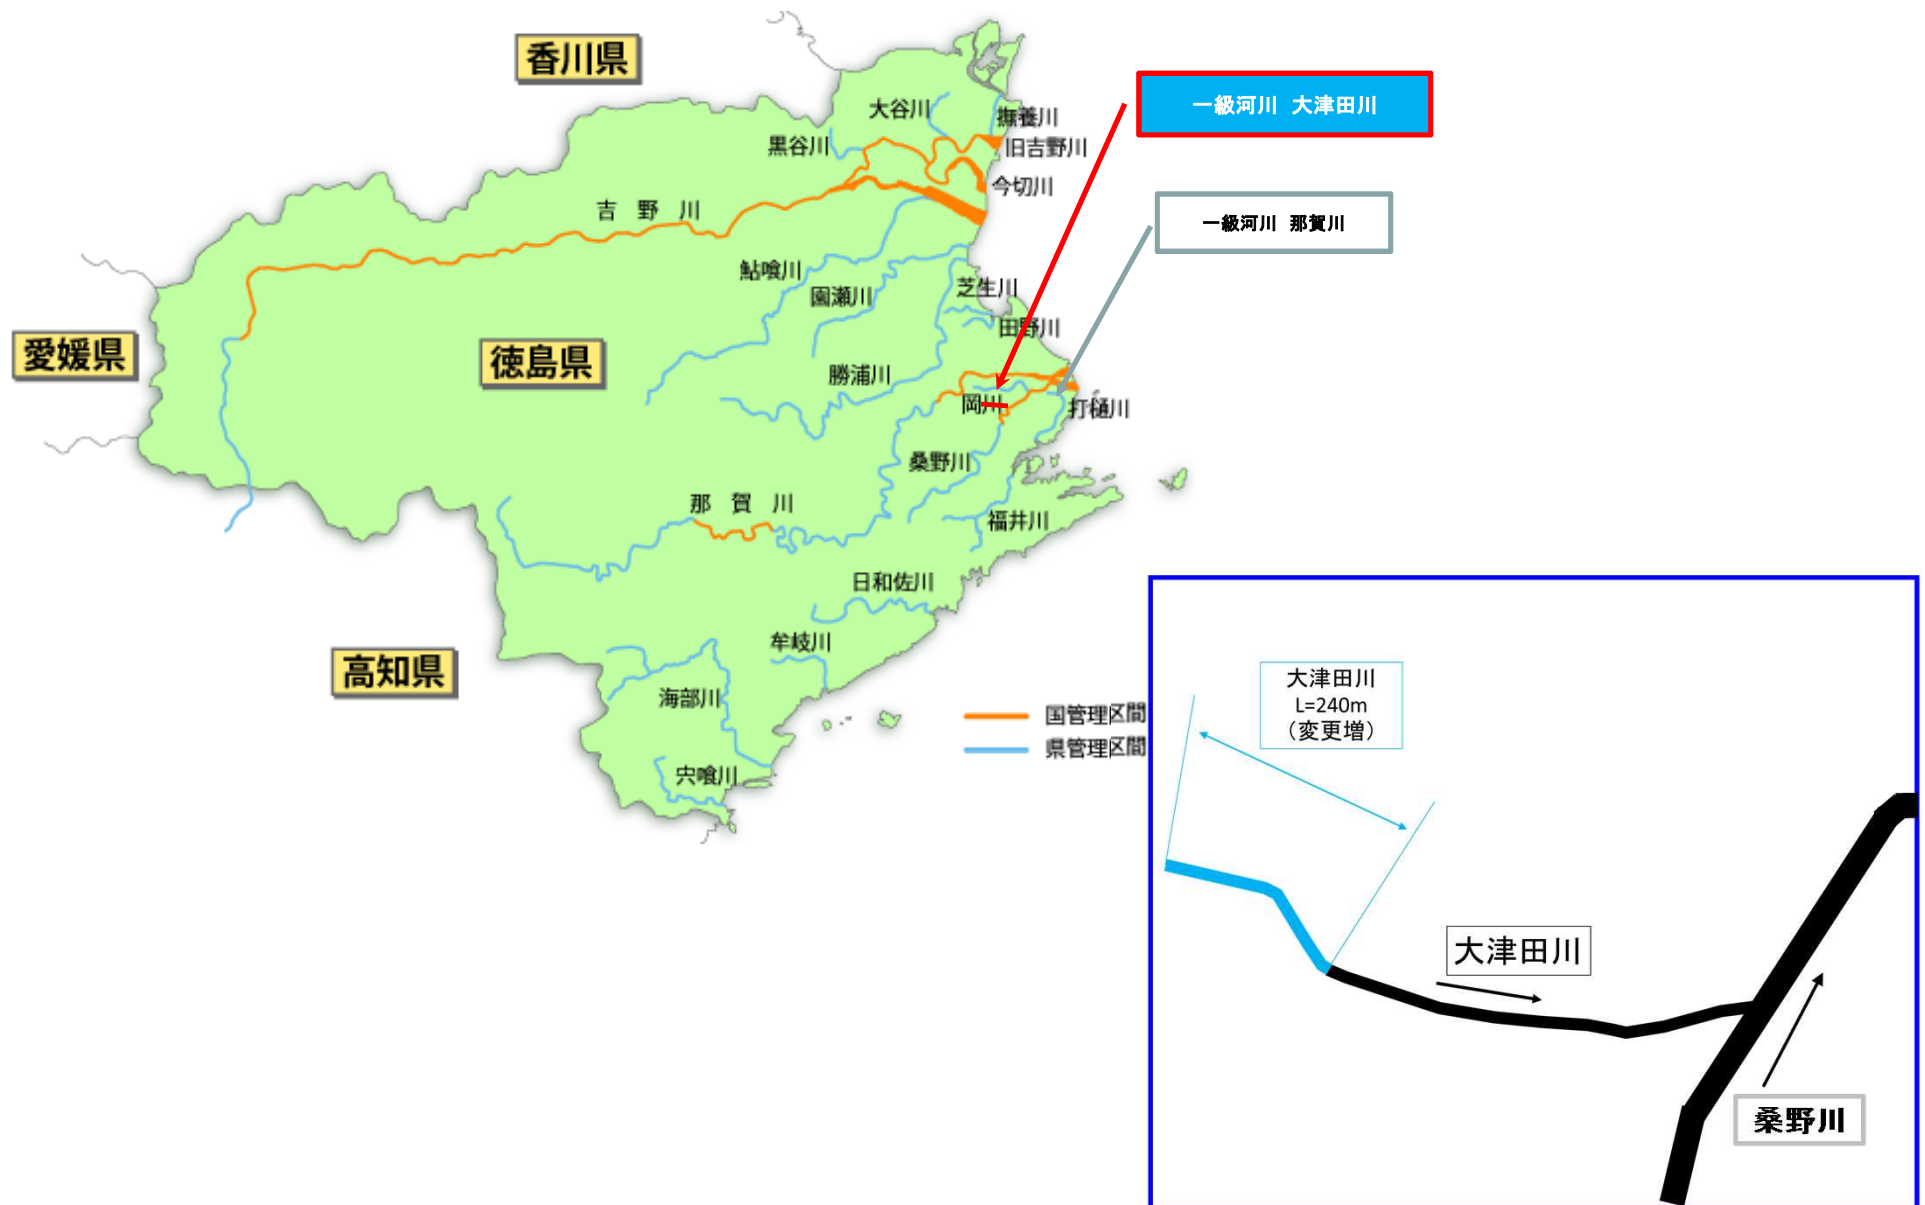 香川県
一級河川 大津田川
大谷川
撫養川
黒谷川
旧吉野川
今切川
吉野川
一級河川 那賀川
鮎喰川
園瀬川
芝生川
田野川
愛媛県
徳島県
勝浦川
岡川
打樋川
桑野川
那賀川
福井川
日和佐川
牟岐川
高知県
海部川
国管理区間
県管理区間
宍喰川
大津田川
L=240m
（変更増）
大津田川
桑野川